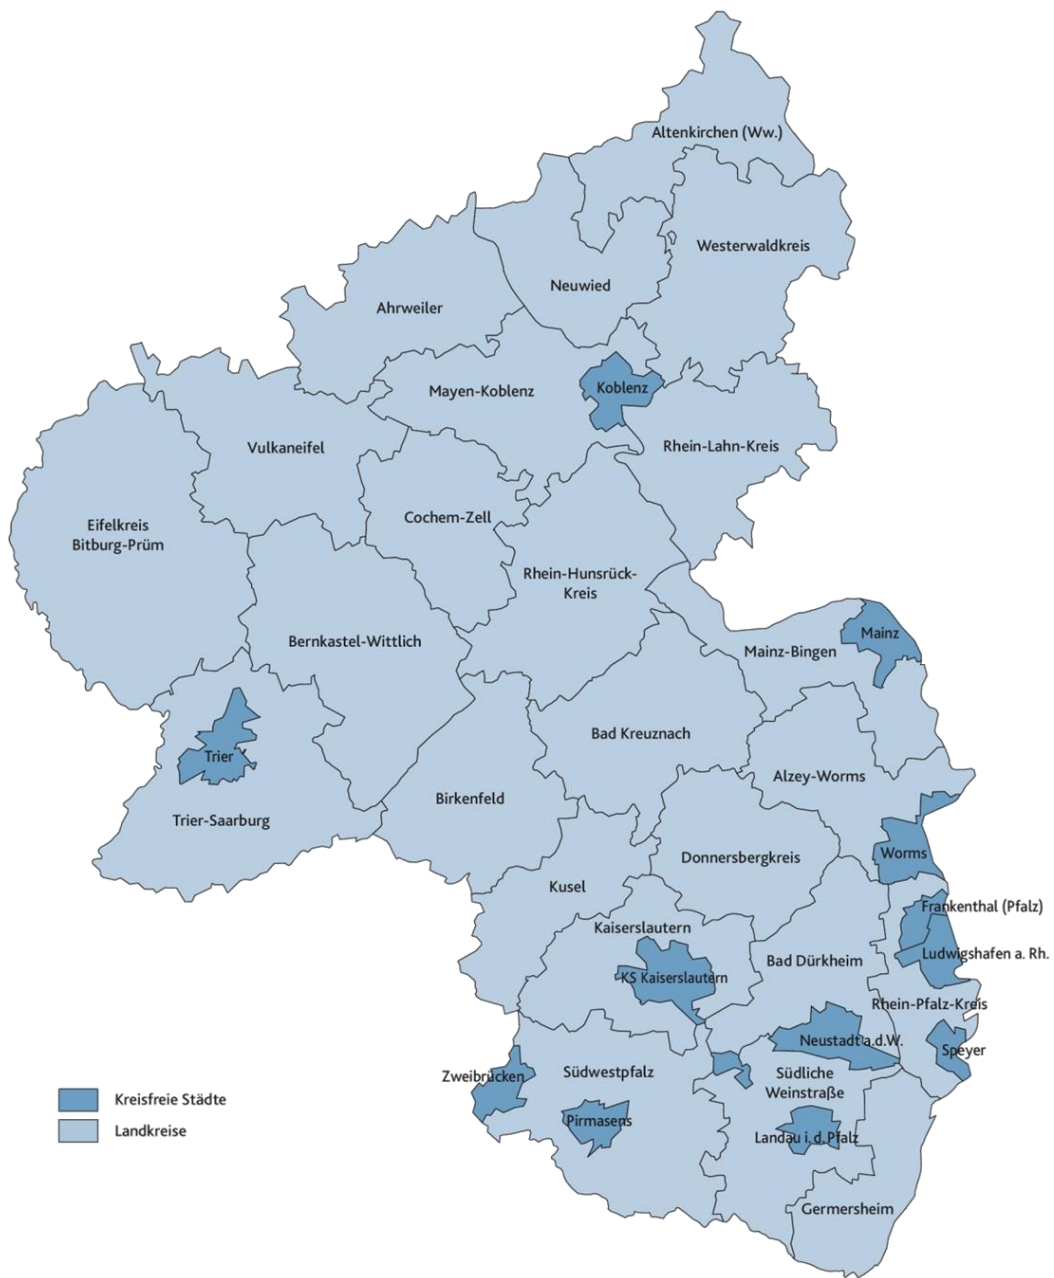 Altenkirchen (Ww.)
Westerwaldkreis
Neuwied
Ahrweiler
Koblenz
Mayen-Koblenz
Rhein-Lahn-Kreis
Vulkaneifel
Cochem-Zell
Eifelkreis
Bitburg-Prüm
Rhein-Hunsrück-
Kreis
Mainz
Bernkastel-Wittlich
Mainz-Bingen
Bad Kreuznach
Trier
Alzey-Worms
Birkenfeld
Trier-Saarburg
Worms
Donnersbergkreis
Kusel
Frankenthal (Pfalz)
Kaiserslautern
Ludwigshafen a. Rh.
Bad Dürkheim
KS Kaiserslautern
Rhein-Pfalz-Kreis
Neustadt a.d.W.
Speyer
Südwestpfalz
Südliche
Weinstraße
Zweibrücken
Kreisfreie Städte
Pirmasens
Landkreise
Landau i. d. Pfalz
Germersheim